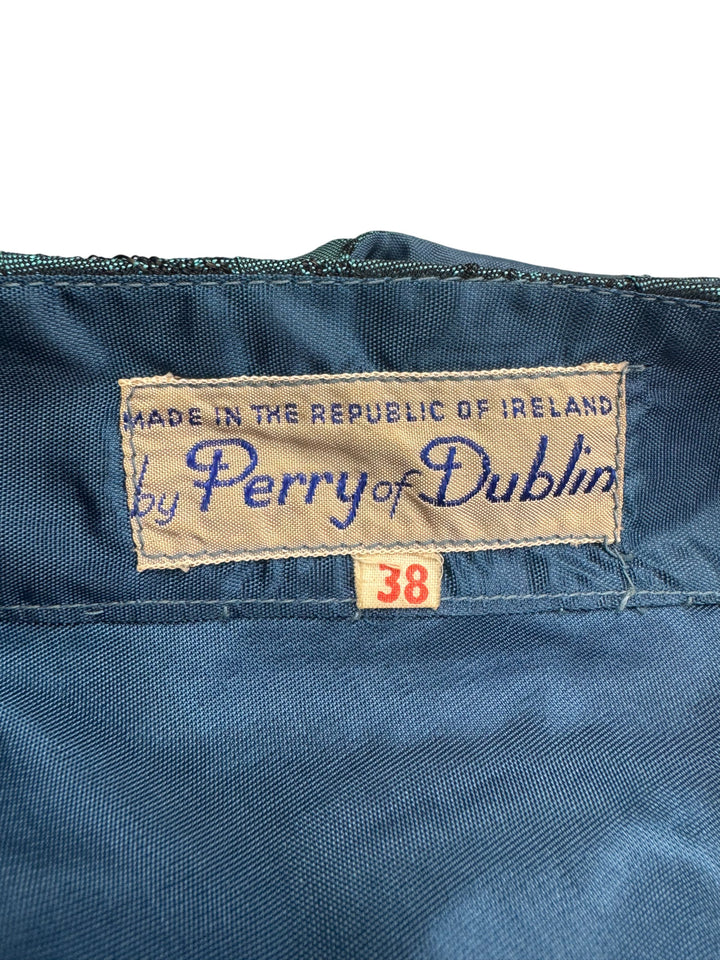 MADE IN THE REPUBLIC OF IRELAND
by Perry of Dublin
38